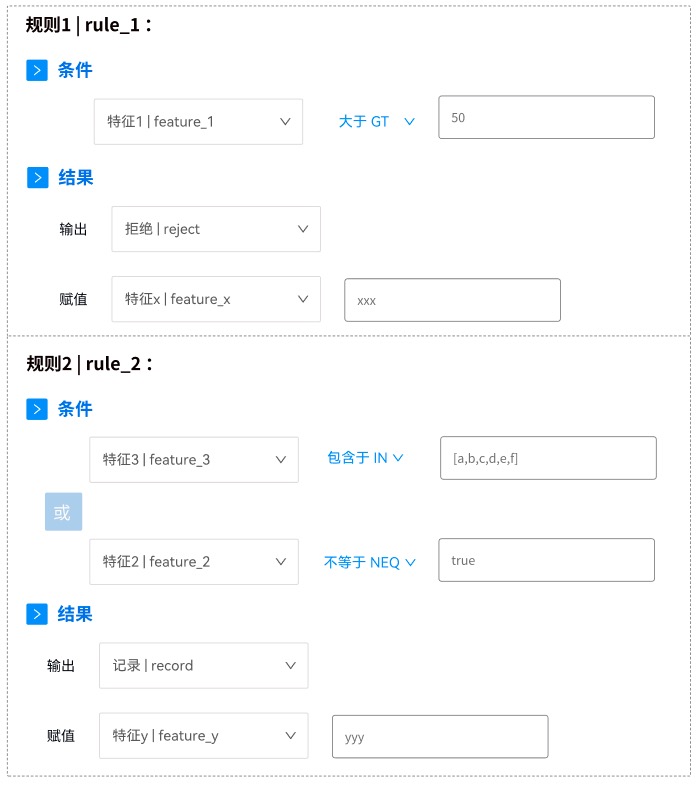 规则1 | rule_1：
条件
特征1 | feature_1 大于 GT 50
结果
输出 拒绝 | reject
赋值 特征x | feature_x xxx
规则2 | rule_2：
条件
特征3 | feature_3 包含于 IN [a,b,c,d,e,f]
或
特征2 | feature_2 不等于 NEQ true
结果
输出 记录 | record
赋值 特征y | feature_y yyy